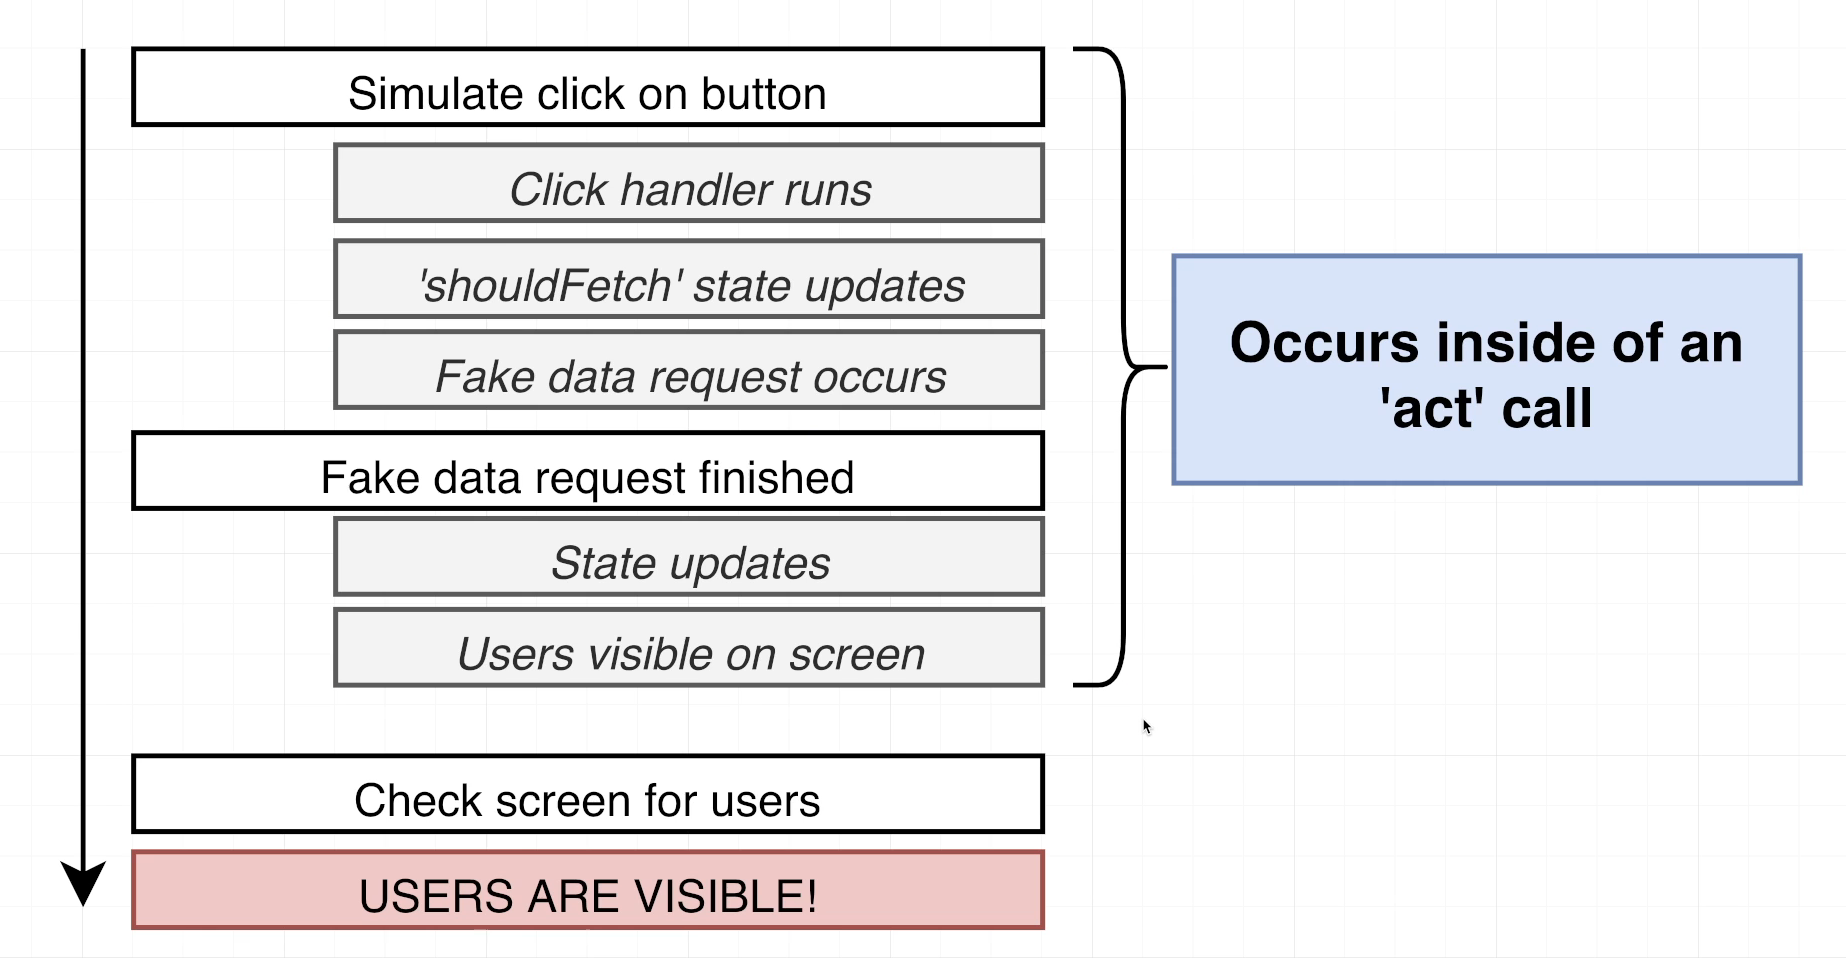 Simulate click on button
Click handler runs
'shouldFetch' state updates
Fake data request occurs
Fake data request finished
State updates
Users visible on screen
Occurs inside of an
'act' call
Check screen for users
USERS ARE VISIBLE!